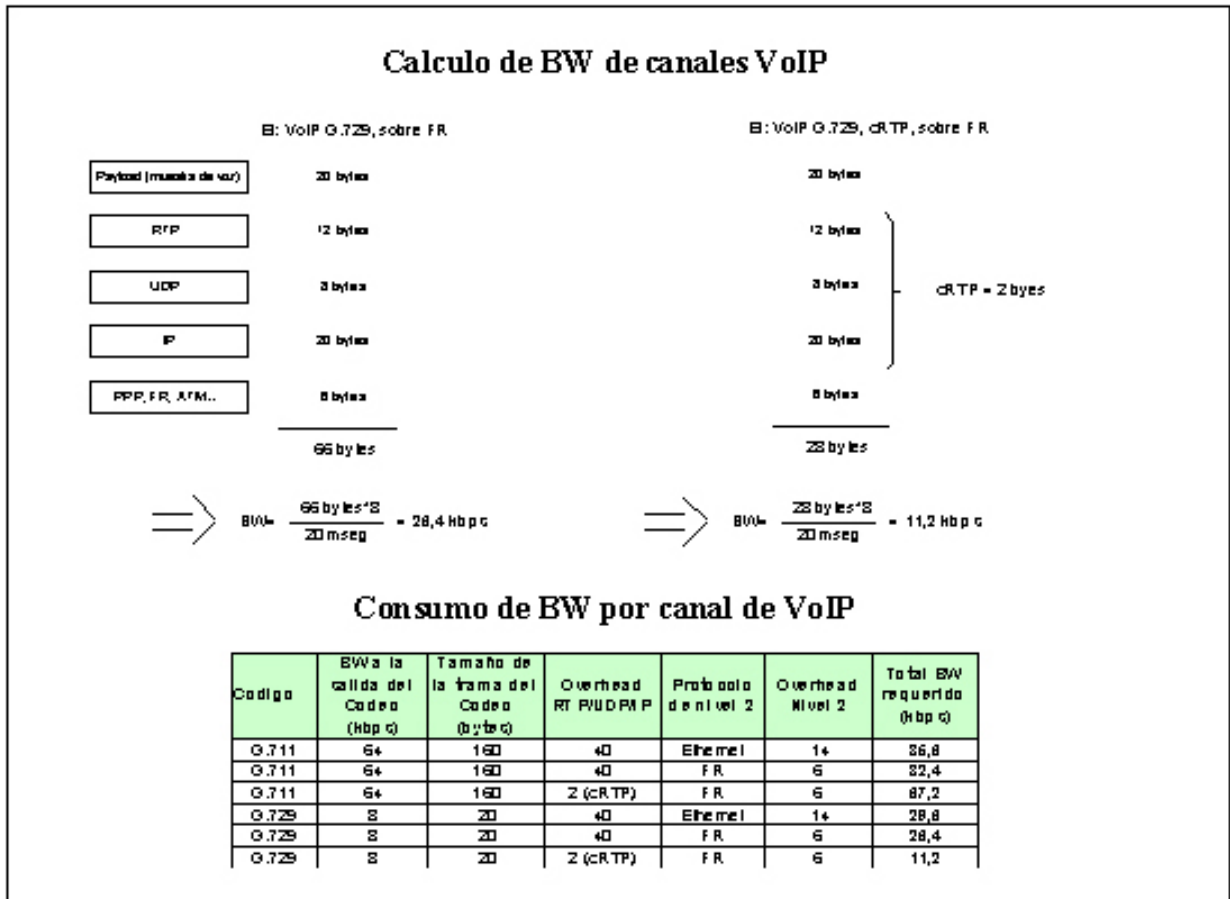 Calculo de BW de canales VoIP
Ej: VoIP G.729, sobre FR
Ej: VoIP G.729, cRTP, sobre FR
Payload (muestra de voz) 20 bytes 20 bytes
RTP 12 bytes 12 bytes
UDP 8 bytes 8 bytes
cRTP = 2 byes
IP 20 bytes 20 bytes
PPP, FR, ATM... 6 bytes 6 bytes
66 bytes 28 bytes
BW= 66 bytes*8 / 20 mseg = 26,4 kbps
BW= 28 bytes*8 / 20 mseg = 11,2 kbps
Consumo de BW por canal de VoIP
Codigo | BW a la salida del Codec (kbps) | Tamaño de la trama del Codec (bytes) | Overhead RTP/UDP/IP | Protocolo de nivel 2 | Overhead Nivel 2 | Total BW requerido (kbps)
G.711 64 160 40 Ethernet 14 85,6
G.711 64 160 40 FR 6 82,4
G.711 64 160 2 (cRTP) FR 6 67,2
G.729 8 20 40 Ethernet 14 29,6
G.729 8 20 40 FR 6 26,4
G.729 8 20 2 (cRTP) FR 6 11,2